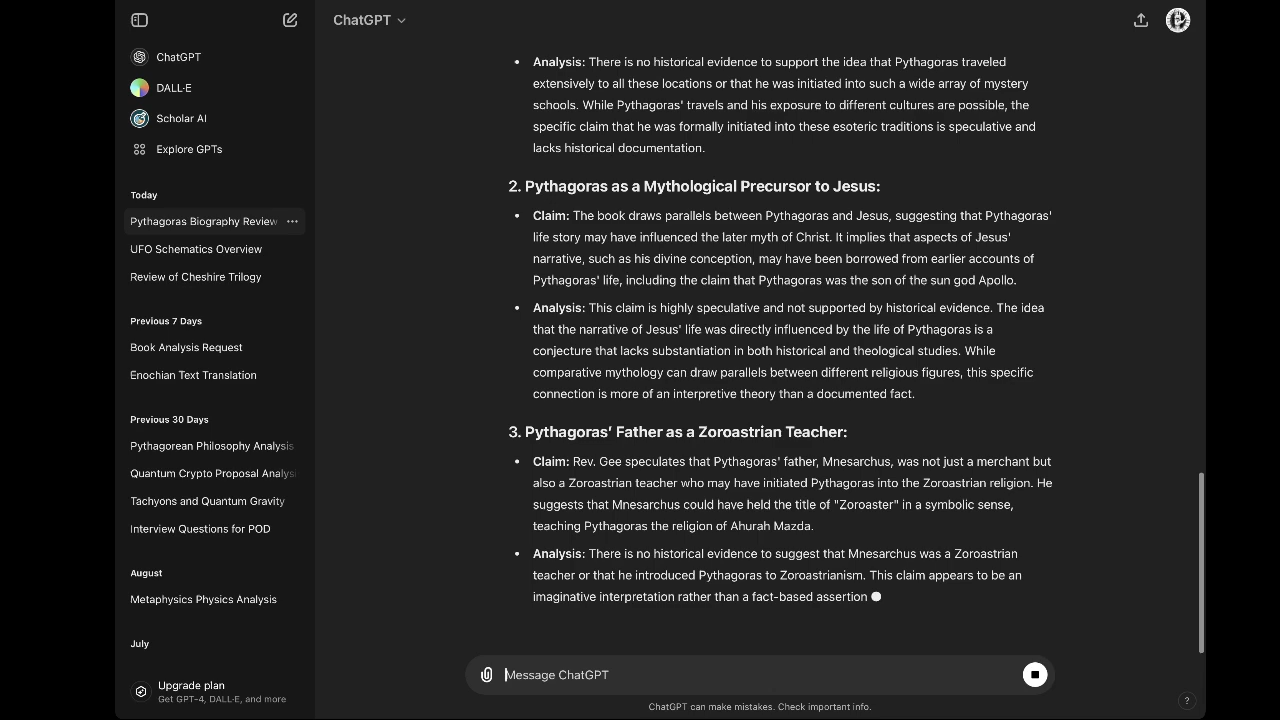 ChatGPT
ChatGPT
DALL·E
Scholar AI
Explore GPTs
Today
Pythagoras Biography Review
UFO Schematics Overview
Review of Cheshire Trilogy
Previous 7 Days
Book Analysis Request
Enochian Text Translation
Previous 30 Days
Pythagorean Philosophy Analysis
Quantum Crypto Proposal Analys
Tachyons and Quantum Gravity
Interview Questions for POD
August
Metaphysics Physics Analysis
July
Upgrade plan
Get GPT-4, DALL·E, and more
• Analysis: There is no historical evidence to support the idea that Pythagoras traveled
extensively to all these locations or that he was initiated into such a wide array of mystery
schools. While Pythagoras' travels and his exposure to different cultures are possible, the
specific claim that he was formally initiated into these esoteric traditions is speculative and
lacks historical documentation.
2. Pythagoras as a Mythological Precursor to Jesus:
• Claim: The book draws parallels between Pythagoras and Jesus, suggesting that Pythagoras'
life story may have influenced the later myth of Christ. It implies that aspects of Jesus'
narrative, such as his divine conception, may have been borrowed from earlier accounts of
Pythagoras' life, including the claim that Pythagoras was the son of the sun god Apollo.
• Analysis: This claim is highly speculative and not supported by historical evidence. The idea
that the narrative of Jesus' life was directly influenced by the life of Pythagoras is a
conjecture that lacks substantiation in both historical and theological studies. While
comparative mythology can draw parallels between different religious figures, this specific
connection is more of an interpretive theory than a documented fact.
3. Pythagoras’ Father as a Zoroastrian Teacher:
• Claim: Rev. Gee speculates that Pythagoras' father, Mnesarchus, was not just a merchant but
also a Zoroastrian teacher who may have initiated Pythagoras into the Zoroastrian religion. He
suggests that Mnesarchus could have held the title of "Zoroaster" in a symbolic sense,
teaching Pythagoras the religion of Ahurah Mazda.
• Analysis: There is no historical evidence to suggest that Mnesarchus was a Zoroastrian
teacher or that he introduced Pythagoras to Zoroastrianism. This claim appears to be an
imaginative interpretation rather than a fact-based assertion
Message ChatGPT
ChatGPT can make mistakes. Check important info.
?